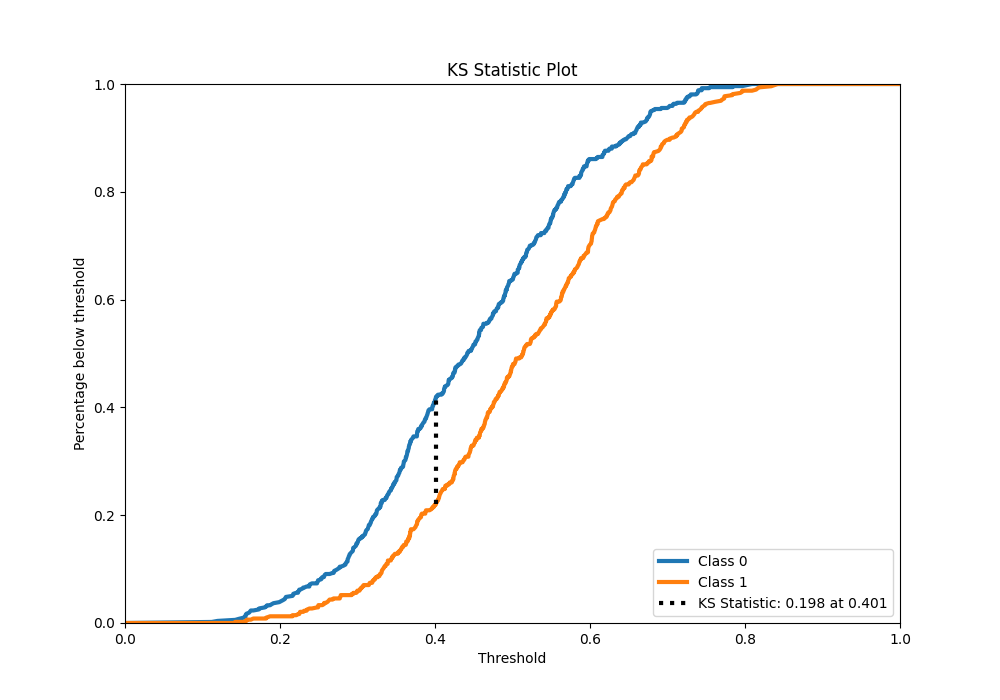 KS Statistic Plot
1.0
0.8
0.6
0.4
0.2
0.0
Percentage below threshold
0.0 0.2 0.4 0.6 0.8 1.0
Threshold
Class 0
Class 1
KS Statistic: 0.198 at 0.401